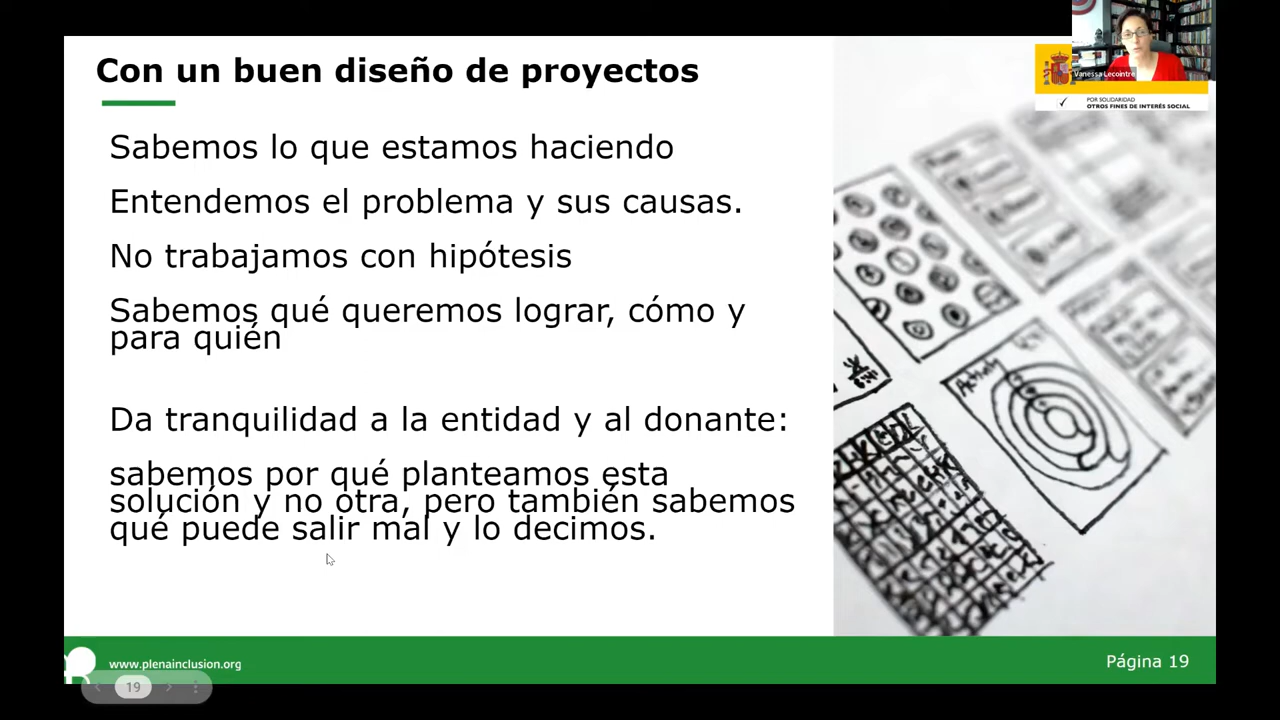 Con un buen diseño de proyectos
Vanessa Lecointre
POR SOLIDARIDAD
OTROS FINES DE INTERÉS SOCIAL
Sabemos lo que estamos haciendo
Entendemos el problema y sus causas.
No trabajamos con hipótesis
Sabemos qué queremos lograr, cómo y
para quién
Da tranquilidad a la entidad y al donante:
sabemos por qué planteamos esta
solución y no otra, pero también sabemos
qué puede salir mal y lo decimos.
Activity
www.plenainclusion.org
Página 19
19